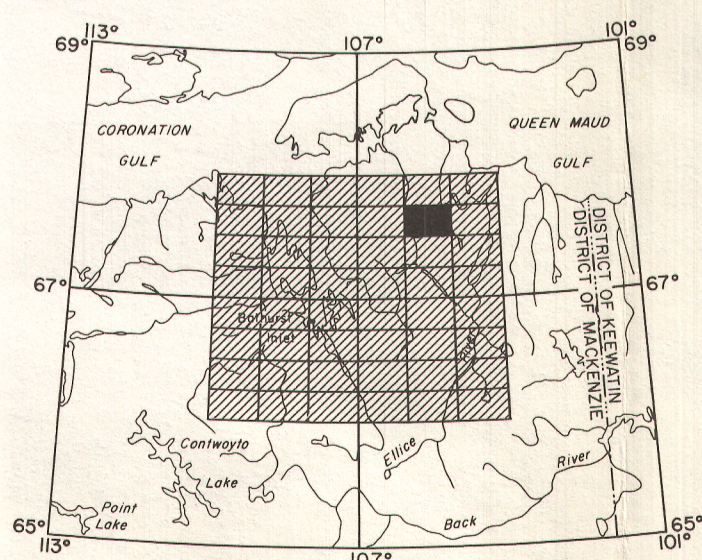 113°
107°
101°
69°
69°
CORONATION
GULF
QUEEN MAUD
GULF
DISTRICT OF KEEWATIN
DISTRICT OF MACKENZIE
67°
67°
Bathurst
Inlet
River
Contwoyto
Lake
Ellice
River
Point
Lake
Back
65°
65°
113°
107°
101°